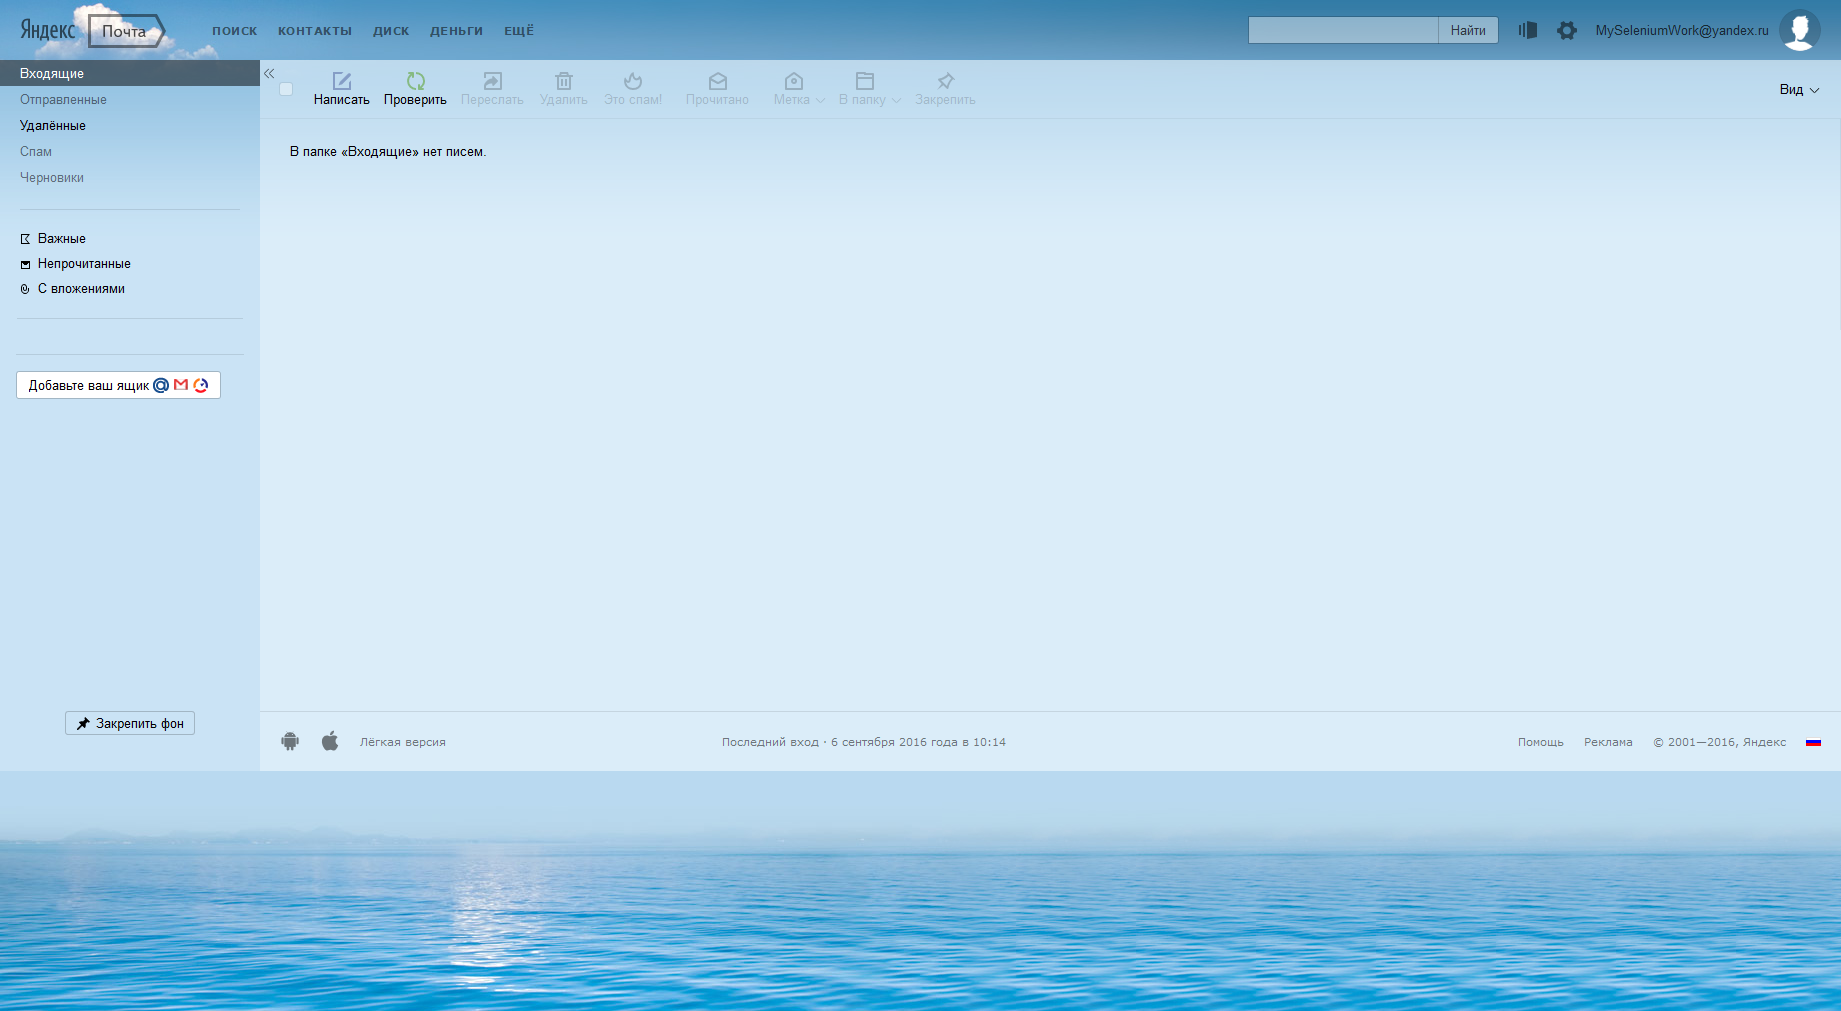 Яндекс Почта ПОИСК КОНТАКТЫ ДИСК ДЕНЬГИ ЕЩЁ Найти MySeleniumWork@yandex.ru
Входящие
Отправленные
Удалённые
Спам
Черновики
Важные
Непрочитанные
С вложениями
Добавьте ваш ящик
Закрепить фон
Написать Проверить Переслать Удалить Это спам! Прочитано Метка В папку Закрепить Вид
В папке «Входящие» нет писем.
Лёгкая версия Последний вход · 6 сентября 2016 года в 10:14 Помощь Реклама © 2001—2016, Яндекс